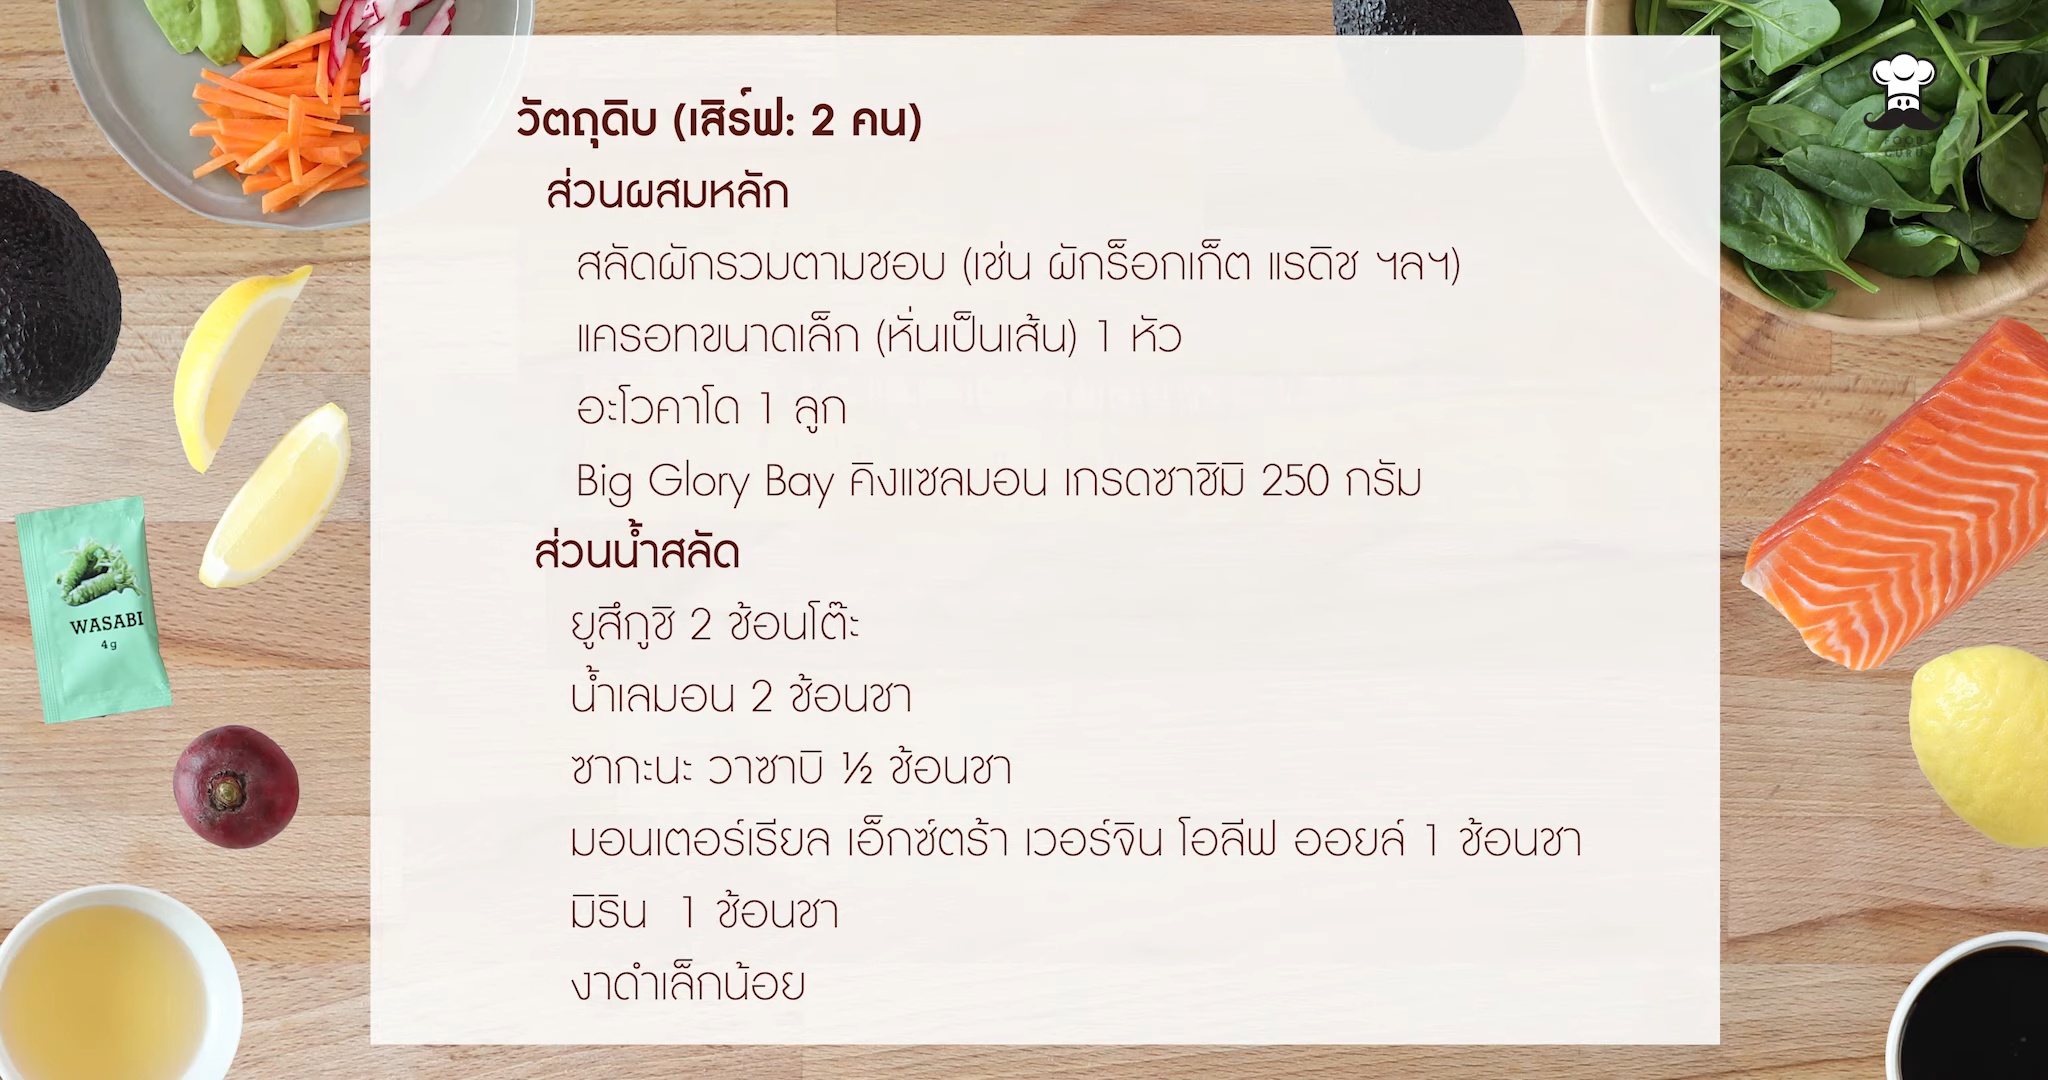 วัตถุดิบ (เสิร์ฟ: 2 คน)
ส่วนผสมหลัก
สลัดผักรวมตามชอบ (เช่น ผักร็อกเก็ต แรดิช ฯลฯ)
แครอทขนาดเล็ก (หั่นเป็นเส้น) 1 หัว
อะโวคาโด 1 ลูก
Big Glory Bay คิงแซลมอน เกรดซาชิมิ 250 กรัม
ส่วนน้ำสลัด
ยูสึกูชิ 2 ช้อนโต๊ะ
น้ำเลมอน 2 ช้อนชา
ซากะนะ วาซาบิ ½ ช้อนชา
มอนเตอร์เรียล เอ็กซ์ตร้า เวอร์จิน โอลีฟ ออยล์ 1 ช้อนชา
มิริน 1 ช้อนชา
งาดำเล็กน้อย
WASABI
4g
FOOD
GURU